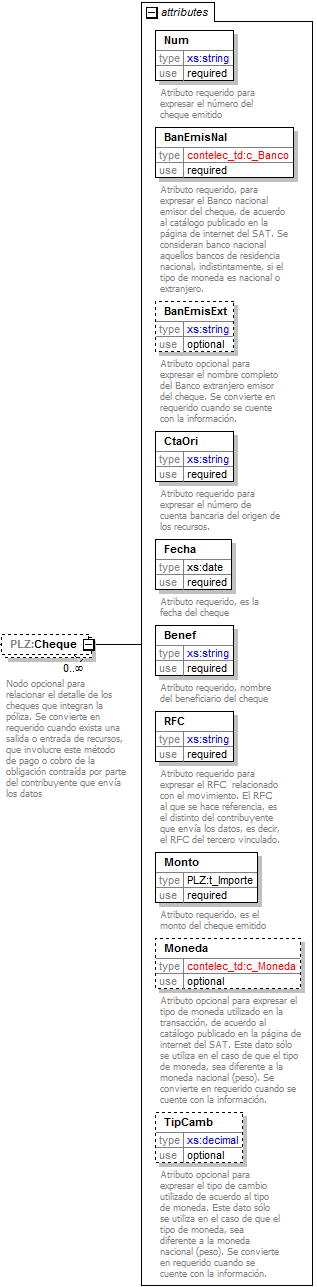 attributes
Num
type xs:string
use required
Atributo requerido para
expresar el número del
cheque emitido
BanEmisNal
type contelec_td:c_Banco
use required
Atributo requerido, para
expresar el Banco nacional
emisor del cheque, de acuerdo
al catálogo publicado en la
página de internet del SAT. Se
consideran banco nacional
aquellos bancos de residencia
nacional, indistintamente, si el
tipo de moneda es nacional o
extranjero.
BanEmisExt
type xs:string
use optional
Atributo opcional para
expresar el nombre completo
del Banco extranjero emisor
del cheque. Se convierte en
requerido cuando se cuente
con la información.
CtaOri
type xs:string
use required
Atributo requerido para
expresar el número de
cuenta bancaria del origen de
los recursos.
Fecha
type xs:date
use required
Atributo requerido, es la
fecha del cheque
PLZ:Cheque
0..∞
Nodo opcional para
relacionar el detalle de los
cheques que integran la
póliza. Se convierte en
requerido cuando exista una
salida o entrada de recursos,
que involucre este método
de pago o cobro de la
obligación contraída por parte
del contribuyente que envía
los datos
Benef
type xs:string
use required
Atributo requerido, nombre
del beneficiario del cheque
RFC
type xs:string
use required
Atributo requerido para
expresar el RFC relacionado
con el movimiento. El RFC
al que se hace referencia, es
el distinto del contribuyente
que envía los datos, es decir,
el RFC del tercero vinculado.
Monto
type PLZ:t_Importe
use required
Atributo requerido, es el
monto del cheque emitido
Moneda
type contelec_td:c_Moneda
use optional
Atributo opcional para expresar el
tipo de moneda utilizado en la
transacción, de acuerdo al
catálogo publicado en la página de
internet del SAT. Este dato sólo
se utiliza en el caso de que el tipo
de moneda, sea diferente a la
moneda nacional (peso). Se
convierte en requerido cuando se
cuente con la información.
TipCamb
type xs:decimal
use optional
Atributo opcional para
expresar el tipo de cambio
utilizado de acuerdo al tipo
de moneda. Este dato sólo
se utiliza en el caso de que el
tipo de moneda, sea
diferente a la moneda
nacional (peso). Se convierte
en requerido cuando se
cuente con la información.